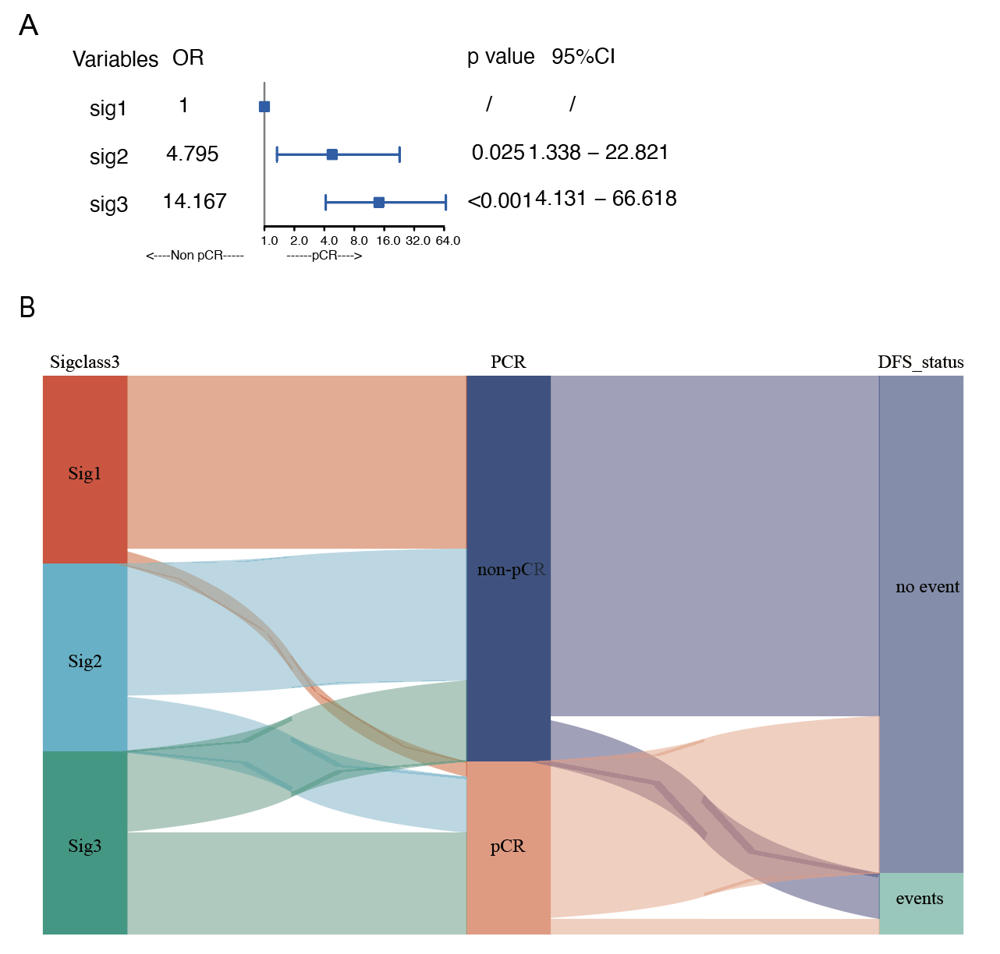 A
Variables OR p value 95%CI
sig1 1 / /
sig2 4.795 0.025 1.338 – 22.821
sig3 14.167 <0.001 4.131 – 66.618
1.0 2.0 4.0 8.0 16.0 32.0 64.0
<----Non pCR----- ------pCR---->
B
Sigclass3 PCR DFS_status
Sig1
non-pCR
no event
Sig2
Sig3
pCR
events